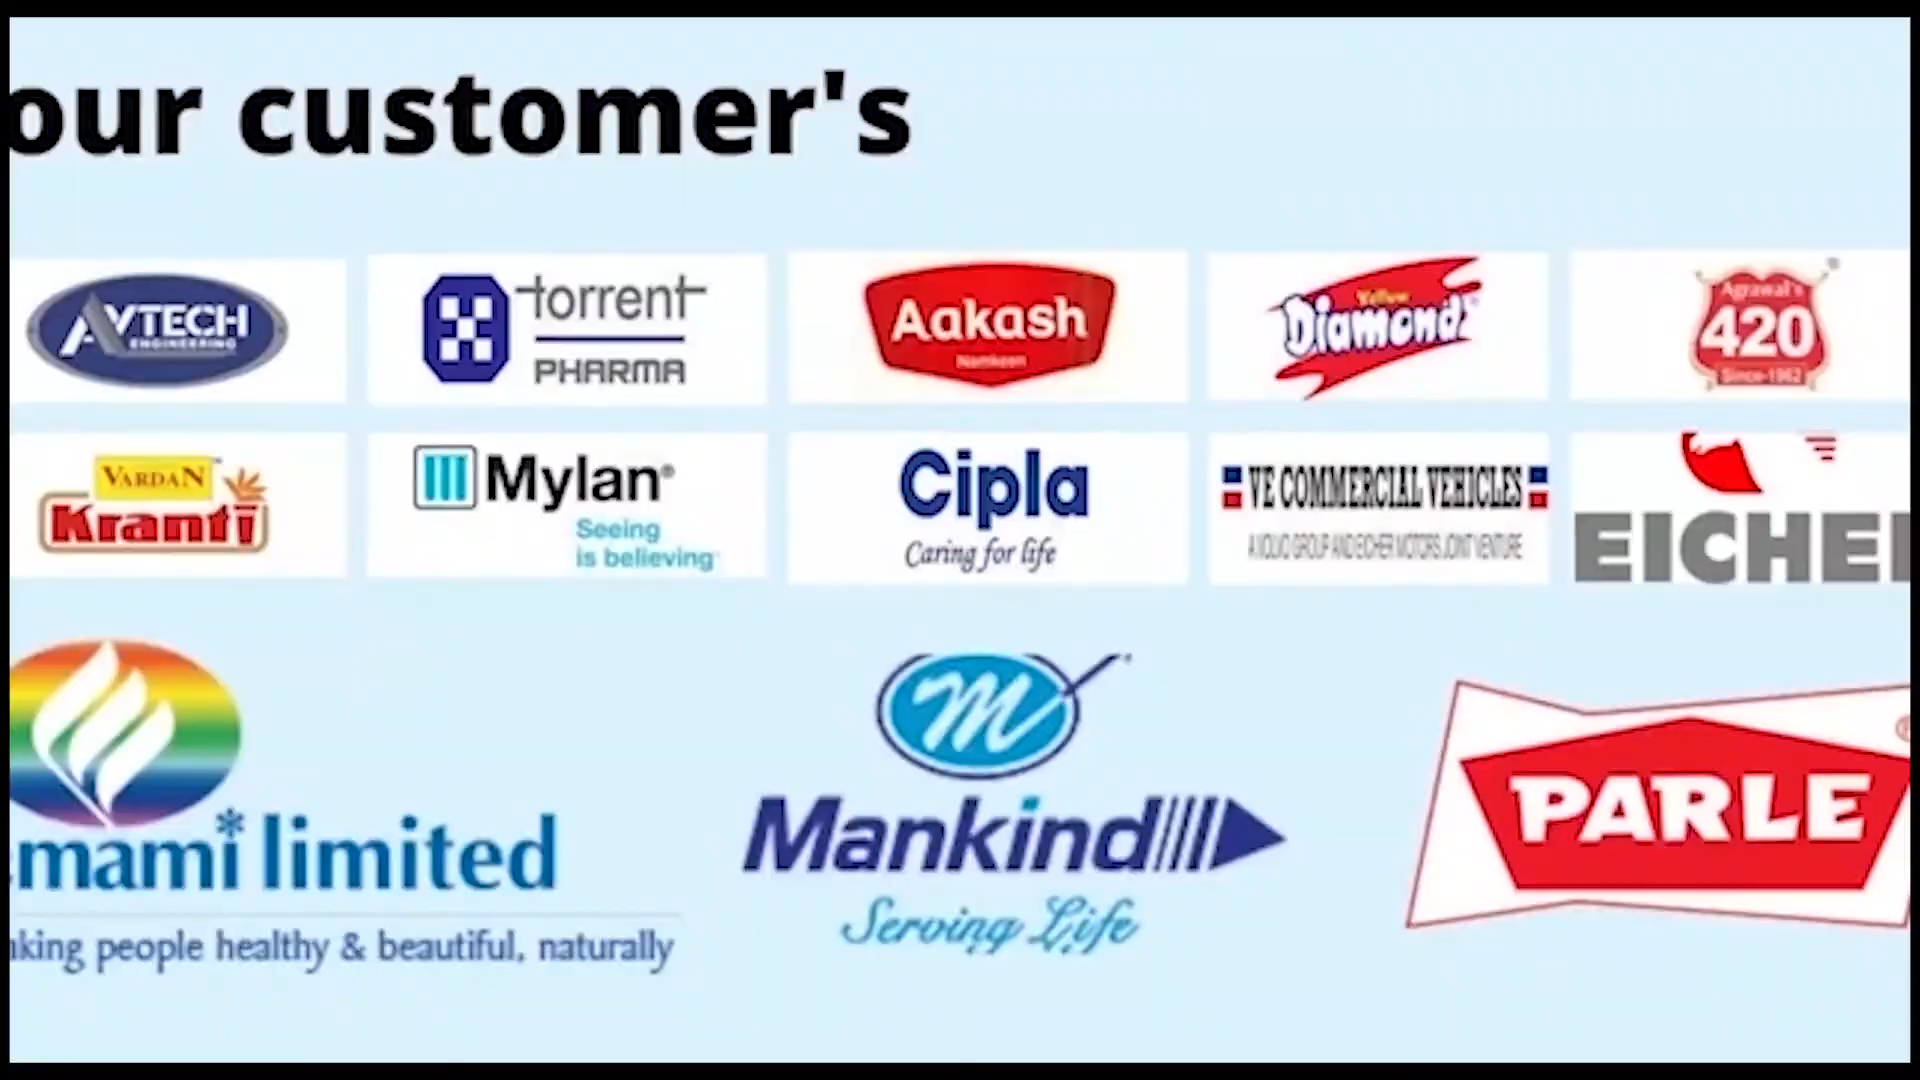 our customer's
AVTECH
ENGINEERING
torrent
PHARMA
Aakash
Namkeen
Yellow
Diamond
Agrawal's
420
Since-1962
VARDAN
Kranti
Mylan®
Seeing
is believing
Cipla
Caring for life
VE COMMERCIAL VEHICLES
A VOLVO GROUP AND EICHER MOTORS JOINT VENTURE
EICHE
mami limited
king people healthy & beautiful, naturally
m
Mankind
Serving Life
PARLE